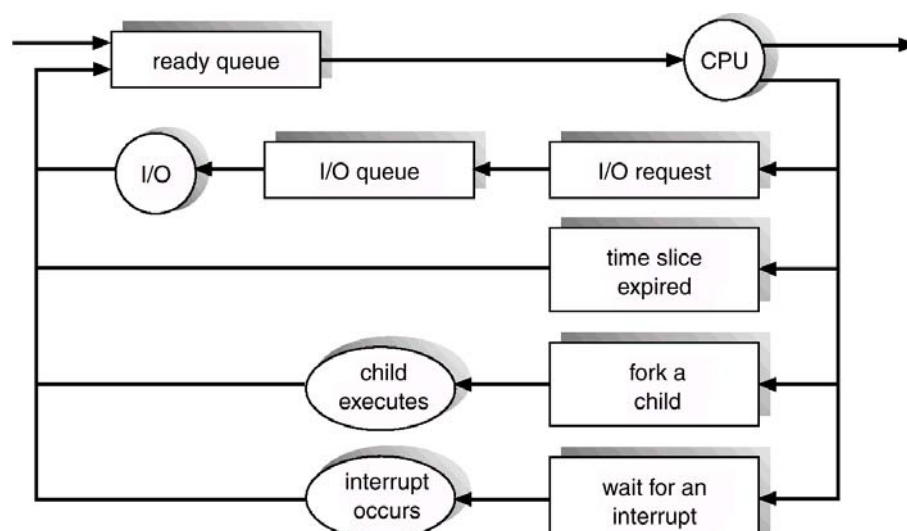 ready queue
CPU
I/O
I/O queue
I/O request
time slice
expired
child
executes
fork a
child
interrupt
occurs
wait for an
interrupt